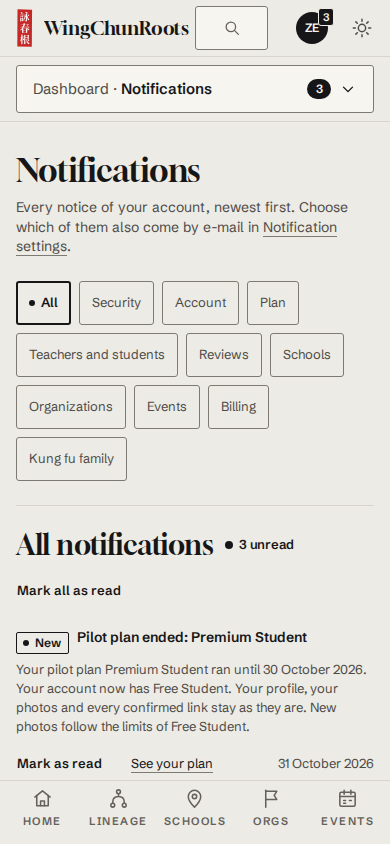 詠春根
WingChunRoots
ZE
3
Dashboard · Notifications
3
Notifications
Every notice of your account, newest first. Choose
which of them also come by e-mail in Notification
settings.
All
Security
Account
Plan
Teachers and students
Reviews
Schools
Organizations
Events
Billing
Kung fu family
All notifications
3 unread
Mark all as read
New
Pilot plan ended: Premium Student
Your pilot plan Premium Student ran until 30 October 2026.
Your account now has Free Student. Your profile, your
photos and every confirmed link stay as they are. New
photos follow the limits of Free Student.
Mark as read
See your plan
31 October 2026
HOME
LINEAGE
SCHOOLS
ORGS
EVENTS